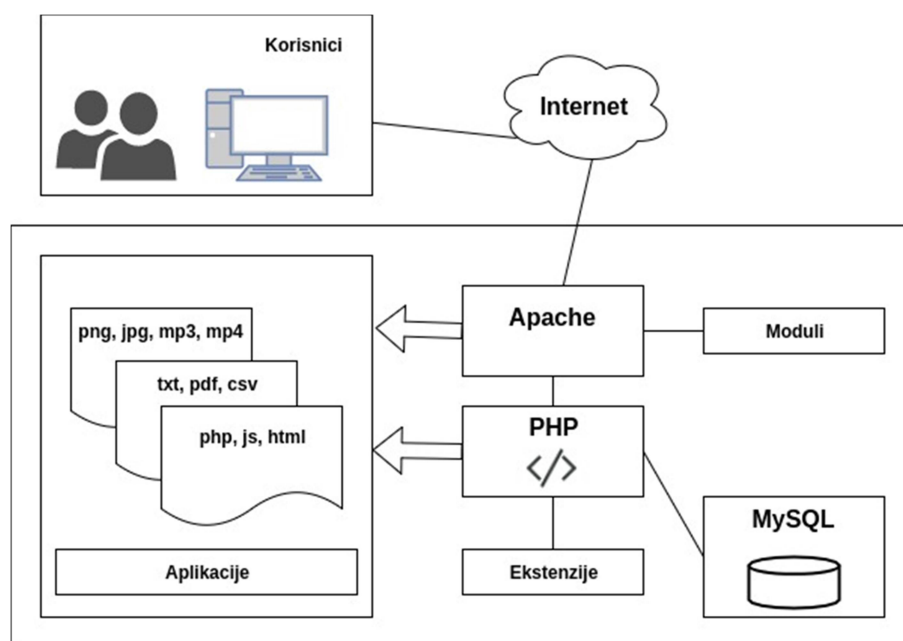 Korisnici
Internet
png, jpg, mp3, mp4
txt, pdf, csv
php, js, html
Aplikacije
Apache
Moduli
PHP
</>
Ekstenzije
MySQL